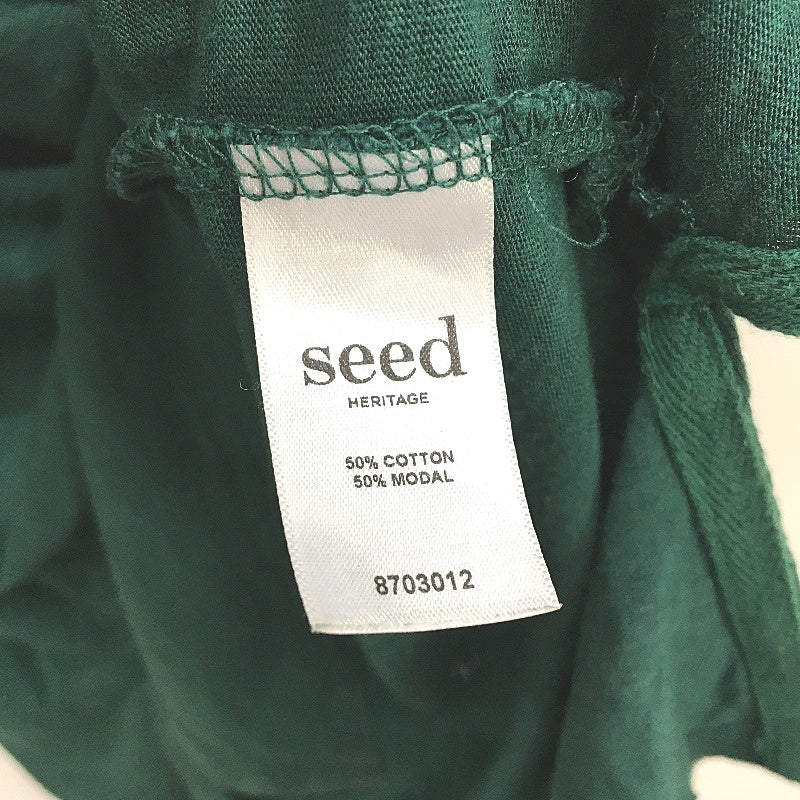 seed
HERITAGE
50% COTTON
50% MODAL
8703012